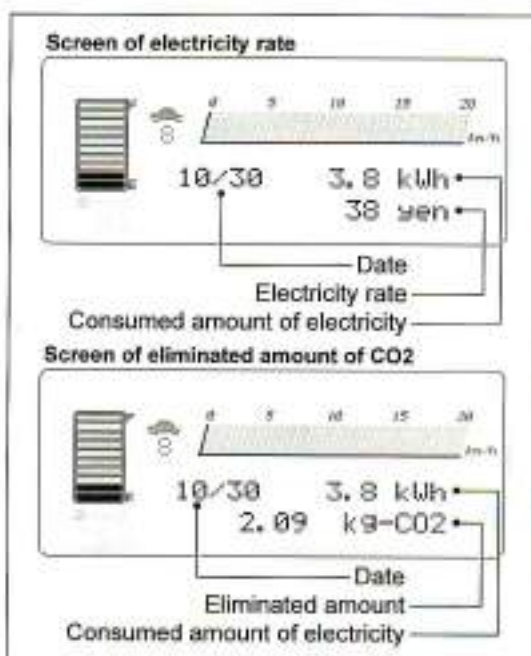 Screen of electricity rate
0 5 10 15 20
km/h
10/30 3.8 kWh
38 yen
Date
Electricity rate
Consumed amount of electricity
Screen of eliminated amount of CO2
0 5 10 15 20
km/h
10/30 3.8 kWh
2.09 kg-CO2
Date
Eliminated amount
Consumed amount of electricity